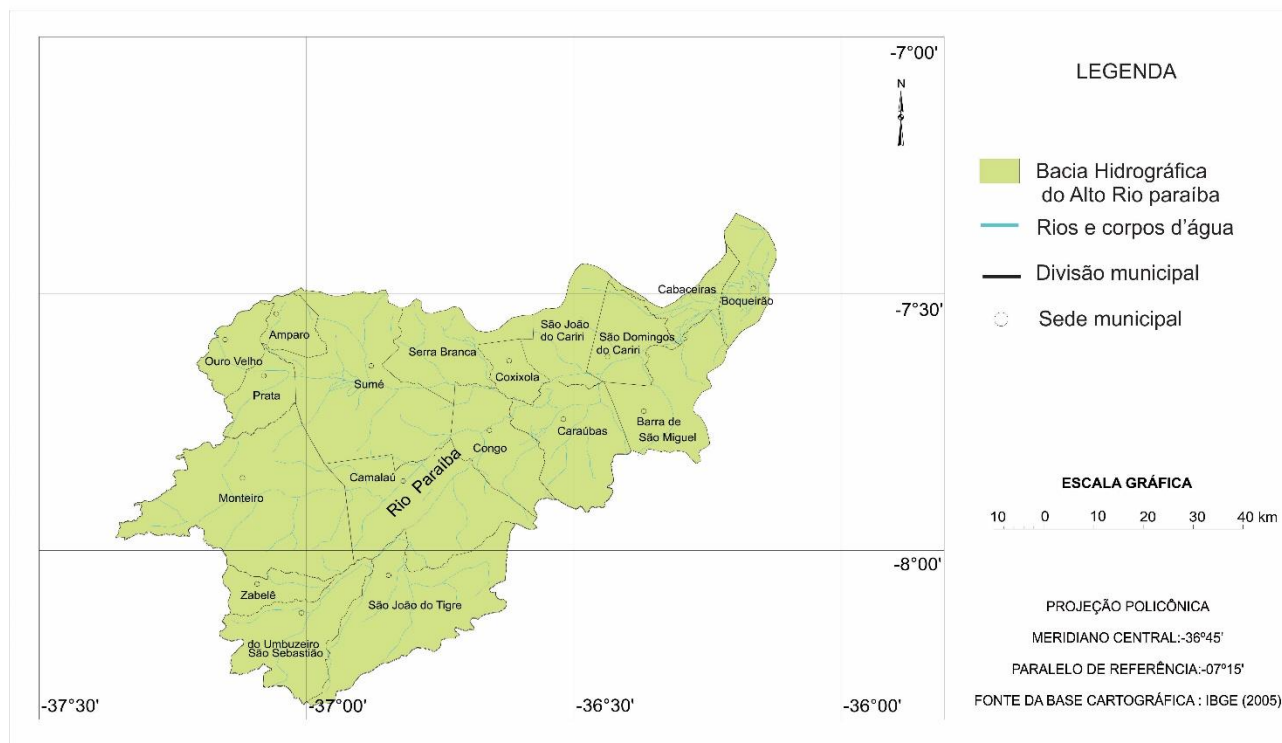 -7°00'
N
Cabaceiras
Boqueirão
-7°30'
São João
do Cariri
São Domingos
do Cariri
Amparo
Ouro Velho
Serra Branca
Coxixola
Sumé
Prata
Barra de
São Miguel
Caraúbas
Congo
Camalaú
Rio Paraíba
Monteiro
-8°00'
Zabelê
São João do Tigre
do Umbuzeiro
São Sebastião
-37°30'
-37°00'
-36°30'
-36°00'
LEGENDA
Bacia Hidrográfica
do Alto Rio paraíba
Rios e corpos d'água
Divisão municipal
Sede municipal
ESCALA GRÁFICA
10 0 10 20 30 40 km
PROJEÇÃO POLICÔNICA
MERIDIANO CENTRAL:-36º45'
PARALELO DE REFERÊNCIA:-07º15'
FONTE DA BASE CARTOGRÁFICA : IBGE (2005)